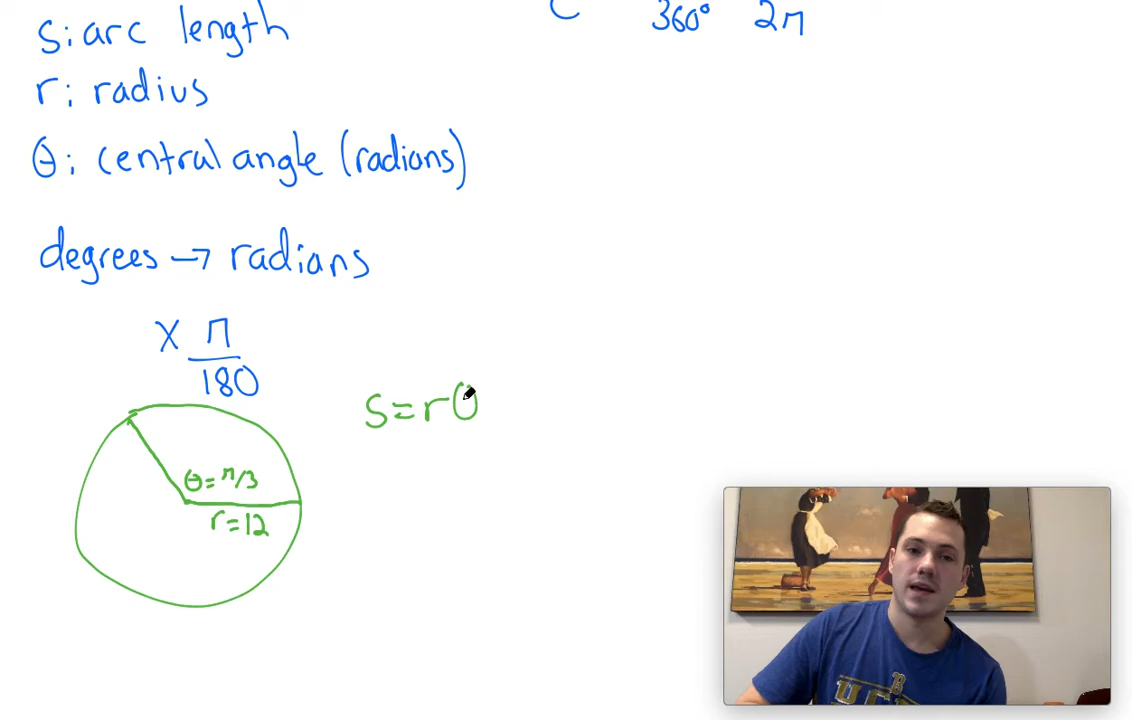 s: arc length
360° 2π
r: radius
θ: central angle (radians)
degrees → radians
x π
180
s=rθ
θ=π/3
r=12